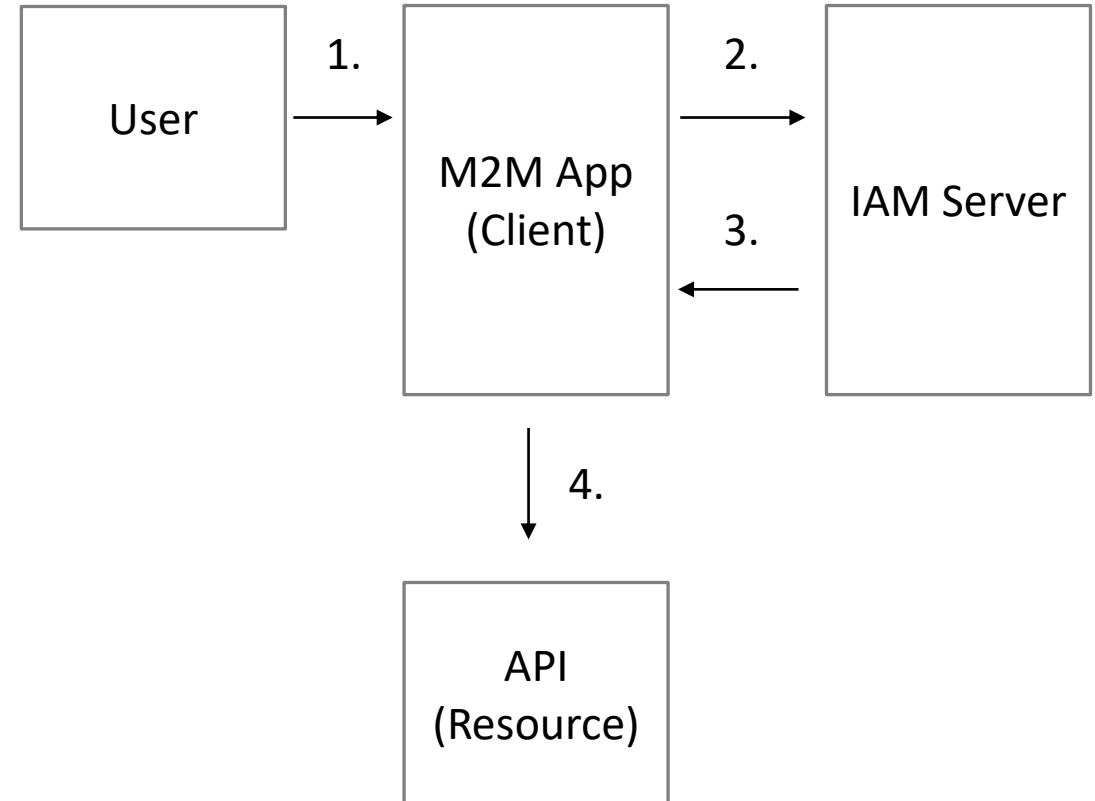 1.
2.
User
M2M App
(Client)
IAM Server
3.
4.
API
(Resource)